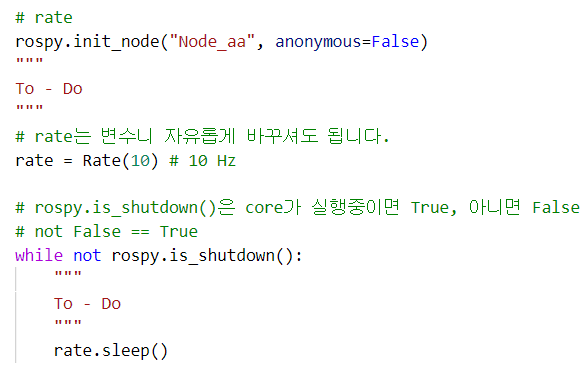 # rate
rospy.init_node("Node_aa", anonymous=False)
"""
To - Do
"""
# rate는 변수니 자유롭게 바꾸셔도 됩니다.
rate = Rate(10) # 10 Hz
# rospy.is_shutdown()은 core가 실행중이면 True, 아니면 False
# not False == True
while not rospy.is_shutdown():
    """
    To - Do
    """
    rate.sleep()